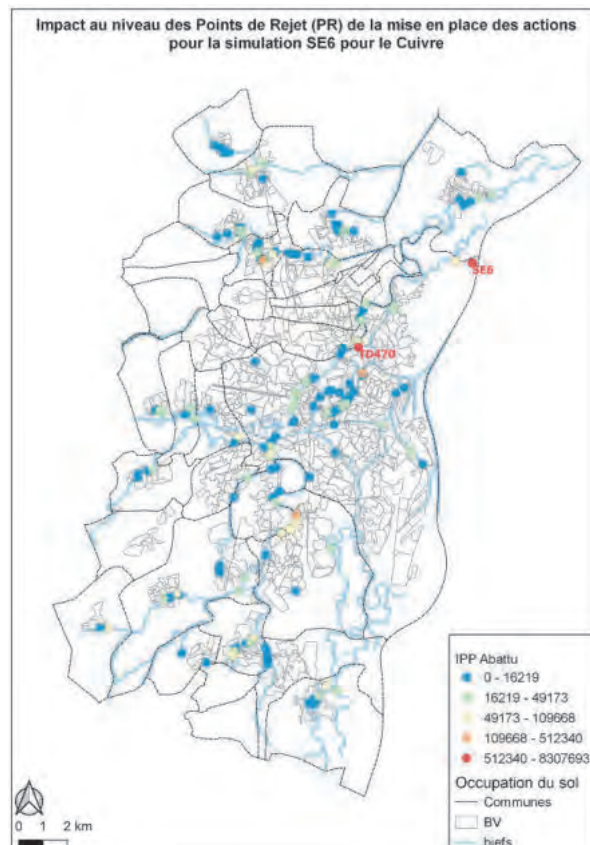 Impact au niveau des Points de Rejet (PR) de la mise en place des actions
pour la simulation SE6 pour le Cuivre
SE6
TD470
IPP Abattu
0 - 16219
16219 - 49173
49173 - 109668
109668 - 512340
512340 - 8307693
Occupation du sol
Communes
BV
biefs
0 1 2 km